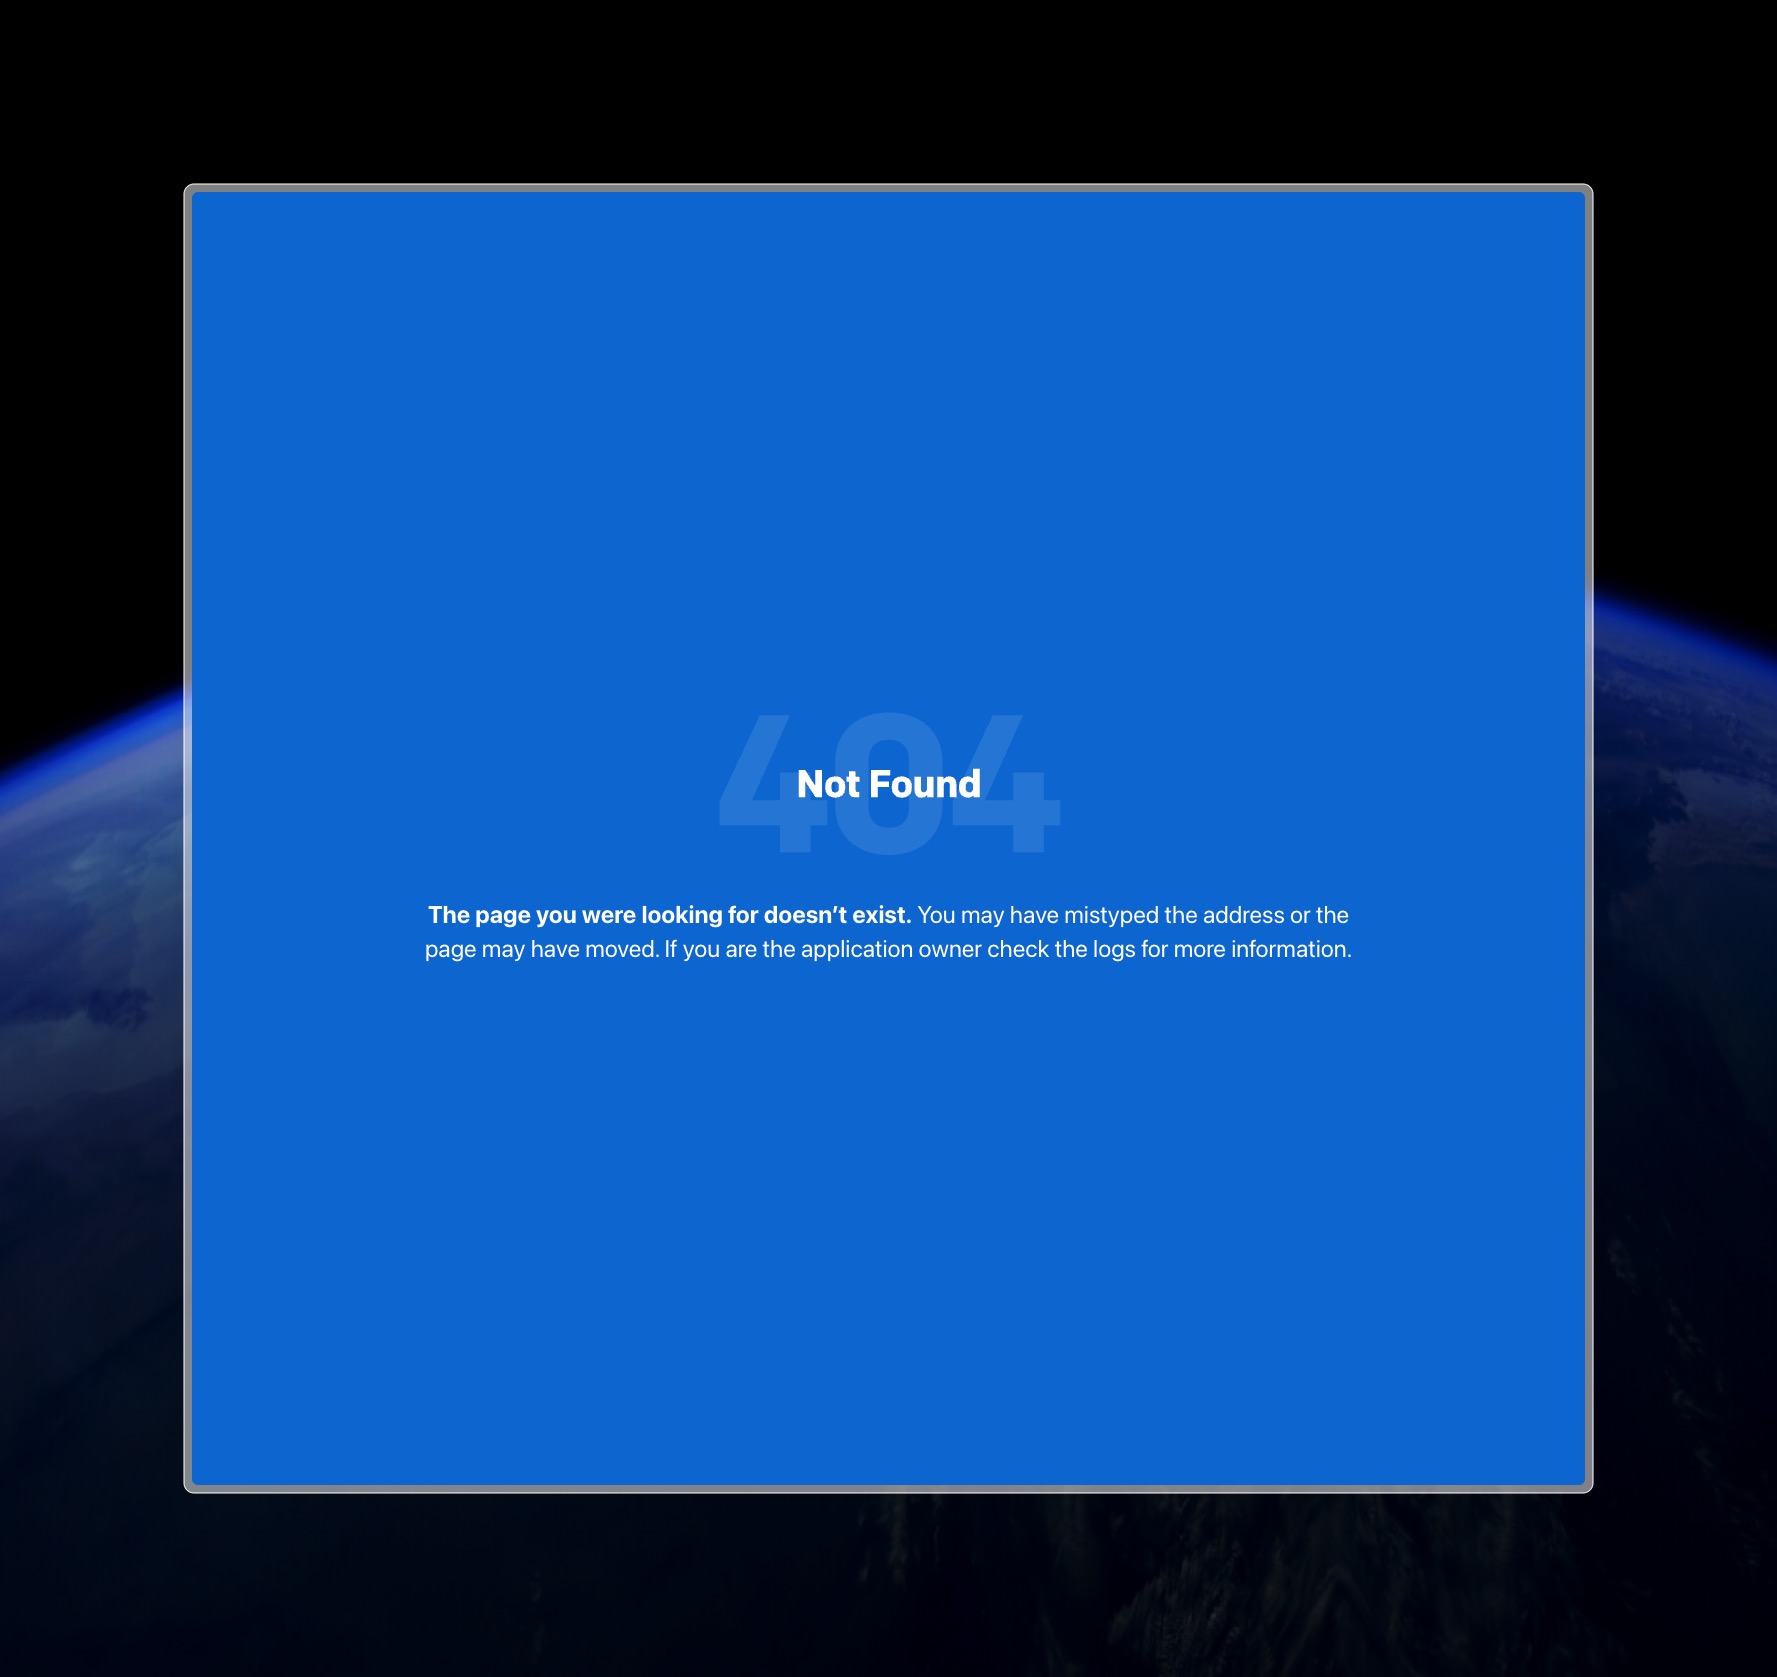 404
Not Found
The page you were looking for doesn’t exist. You may have mistyped the address or the
page may have moved. If you are the application owner check the logs for more information.